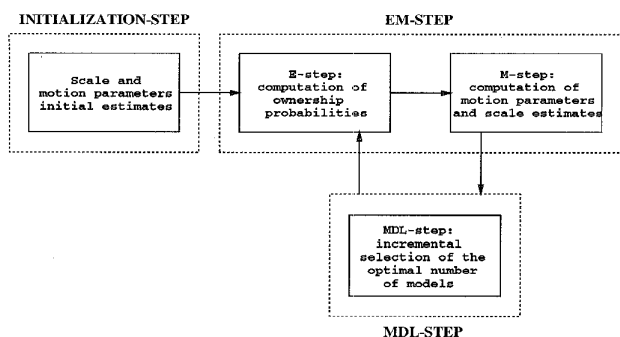 INITIALIZATION-STEP
EM-STEP
Scale and
motion parameters
initial estimates
E-step:
computation of
ownership
probabilities
M-step:
computation of
motion parameters
and scale estimates
MDL-step:
incremental
selection of the
optimal number
of models
MDL-STEP